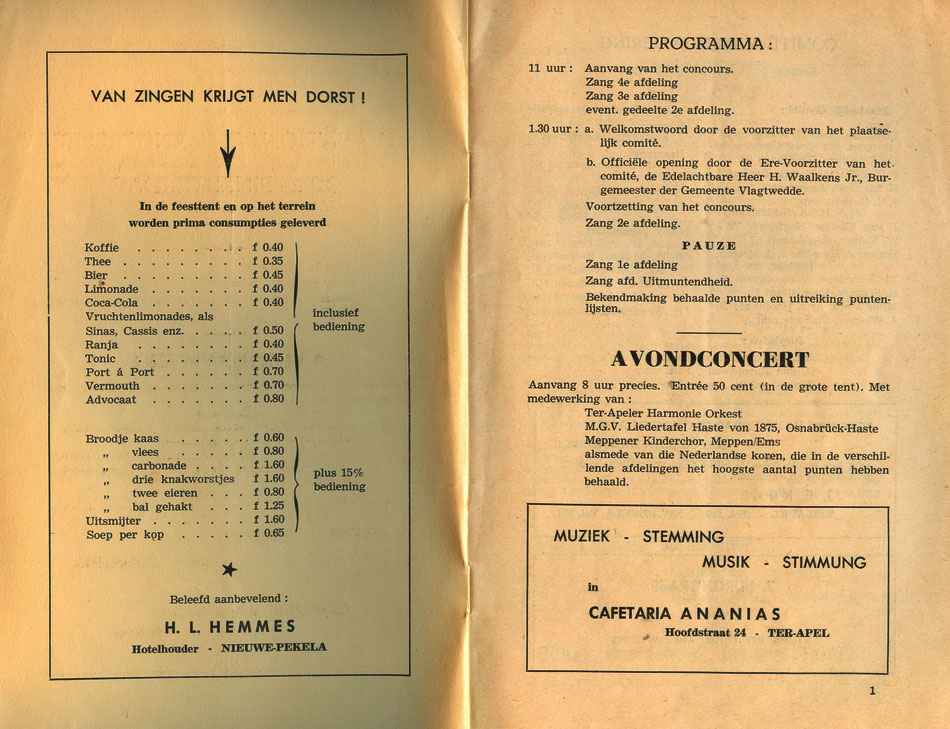 VAN ZINGEN KRIJGT MEN DORST !
In de feesttent en op het terrein
worden prima consumpties geleverd
Koffie . . . . . . . . . f 0.40
Thee . . . . . . . . . f 0.35
Bier . . . . . . . . . f 0.45
Limonade . . . . . . . f 0.40
Coca-Cola . . . . . . . f 0.40
Vruchtenlimonades, als
Sinas, Cassis enz. . . . . f 0.50
Ranja . . . . . . . f 0.40
Tonic . . . . . . . f 0.45
Port á Port . . . . . . f 0.70
Vermouth . . . . . . . f 0.70
Advocaat . . . . . . . f 0.80
inclusief
bediening
Broodje kaas . . . . . f 0.60
„ vlees . . . . . f 0.80
„ carbonade . . . . f 1.60
„ drie knakworstjes f 1.60
„ twee eieren . . . f 0.80
„ bal gehakt . . . f 1.25
Uitsmijter . . . . . . . f 1.60
Soep per kop . . . . . f 0.65
plus 15%
bediening
Beleefd aanbevelend :
H. L. HEMMES
Hotelhouder - NIEUWE-PEKELA
PROGRAMMA :
11 uur : Aanvang van het concours.
Zang 4e afdeling
Zang 3e afdeling
event. gedeelte 2e afdeling.
1.30 uur : a. Welkomstwoord door de voorzitter van het plaatse-
lijk comité.
b. Officiële opening door de Ere-Voorzitter van het
comité, de Edelachtbare Heer H. Waalkens Jr., Bur-
gemeester der Gemeente Vlagtwedde.
Voortzetting van het concours.
Zang 2e afdeling.
PAUZE
Zang 1e afdeling
Zang afd. Uitmuntendheid.
Bekendmaking behaalde punten en uitreiking punten-
lijsten.
AVONDCONCERT
Aanvang 8 uur precies. Entrée 50 cent (in de grote tent). Met
medewerking van :
Ter-Apeler Harmonie Orkest
M.G.V. Liedertafel Haste von 1875, Osnabrück-Haste
Meppener Kinderchor, Meppen/Ems
alsmede van die Nederlandse koren, die in de verschil-
lende afdelingen het hoogste aantal punten hebben
behaald.
MUZIEK - STEMMING
MUSIK - STIMMUNG
in
CAFETARIA ANANIAS
Hoofdstraat 24 - TER-APEL
1